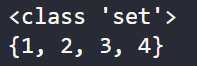 <class 'set'>
{1, 2, 3, 4}